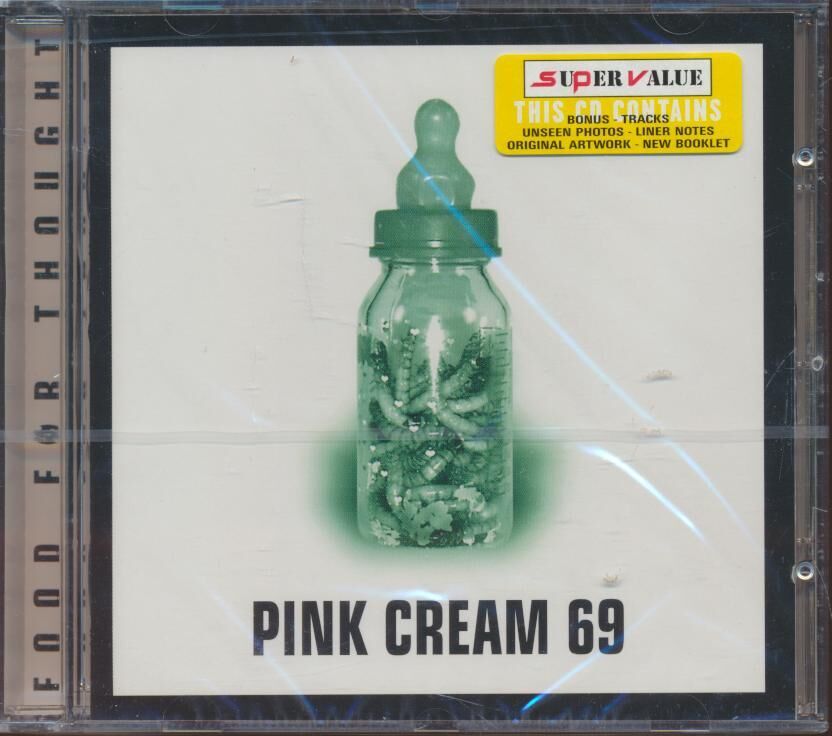 FOOD FOR THOUGHT
SUPER VALUE
THIS CD CONTAINS
BONUS - TRACKS
UNSEEN PHOTOS - LINER NOTES
ORIGINAL ARTWORK - NEW BOOKLET
PINK CREAM 69